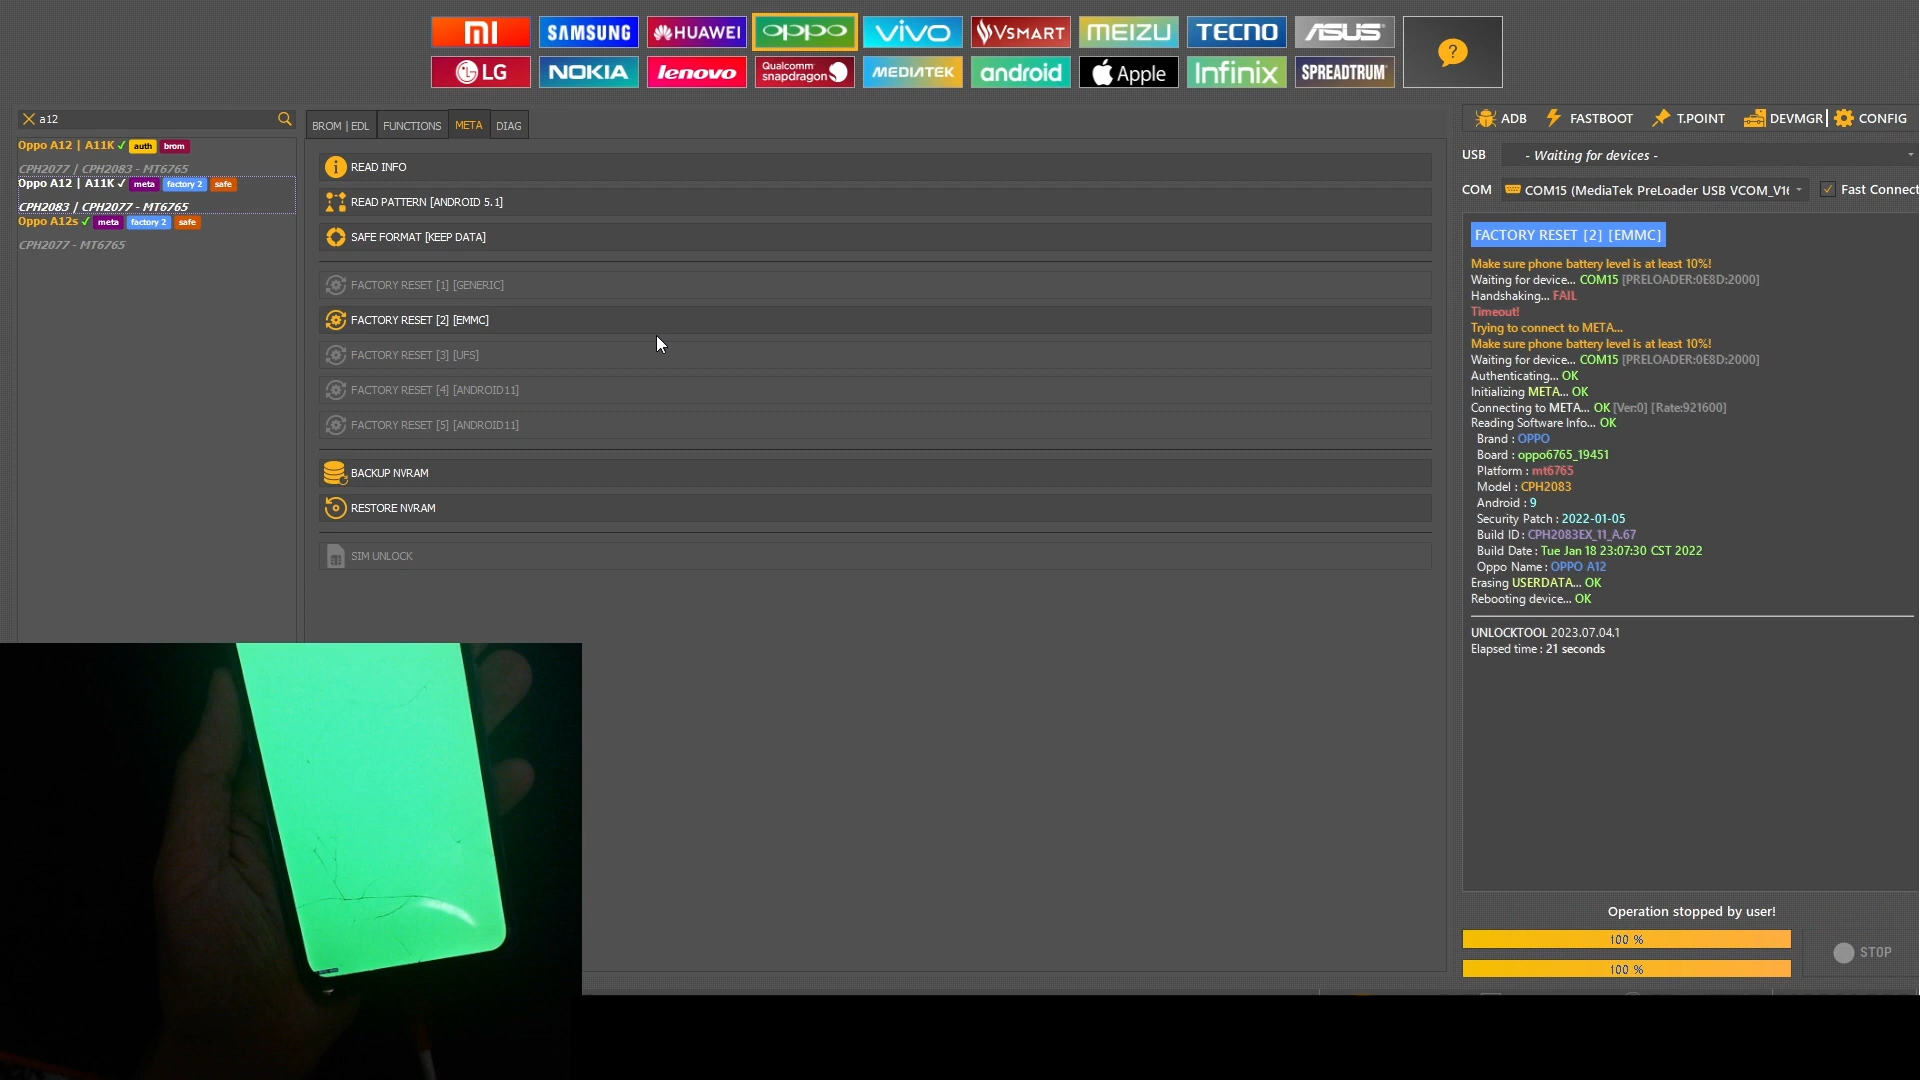 mi SAMSUNG HUAWEI oppo vivo VSMART MEIZU TECNO ASUS ?
LG NOKIA lenovo Qualcomm snapdragon MEDIATEK android Apple Infinix SPREADTRUM
a12
Oppo A12 | A11K ✓ auth brom
CPH2077 | CPH2083 - MT6765
Oppo A12 | A11K ✓ meta factory 2 safe
CPH2083 | CPH2077 - MT6765
Oppo A12s ✓ meta factory 2 safe
CPH2077 - MT6765
BROM | EDL FUNCTIONS META DIAG
READ INFO
READ PATTERN [ANDROID 5.1]
SAFE FORMAT [KEEP DATA]
FACTORY RESET [1] [GENERIC]
FACTORY RESET [2] [EMMC]
FACTORY RESET [3] [UFS]
FACTORY RESET [4] [ANDROID11]
FACTORY RESET [5] [ANDROID11]
BACKUP NVRAM
RESTORE NVRAM
SIM UNLOCK
ADB FASTBOOT T.POINT DEVMGR CONFIG
USB - Waiting for devices -
COM COM15 (MediaTek PreLoader USB VCOM_V16 Fast Connect
FACTORY RESET [2] [EMMC]
Make sure phone battery level is at least 10%!
Waiting for device... COM15 [PRELOADER:0E8D:2000]
Handshaking... FAIL
Timeout!
Trying to connect to META...
Make sure phone battery level is at least 10%!
Waiting for device... COM15 [PRELOADER:0E8D:2000]
Authenticating... OK
Initializing META... OK
Connecting to META... OK [Ver:0] [Rate:921600]
Reading Software Info... OK
Brand : OPPO
Board : oppo6765_19451
Platform : mt6765
Model : CPH2083
Android : 9
Security Patch : 2022-01-05
Build ID : CPH2083EX_11_A.67
Build Date : Tue Jan 18 23:07:30 CST 2022
Oppo Name : OPPO A12
Erasing USERDATA... OK
Rebooting device... OK
UNLOCKTOOL 2023.07.04.1
Elapsed time : 21 seconds
Operation stopped by user!
100 %
STOP
100 %